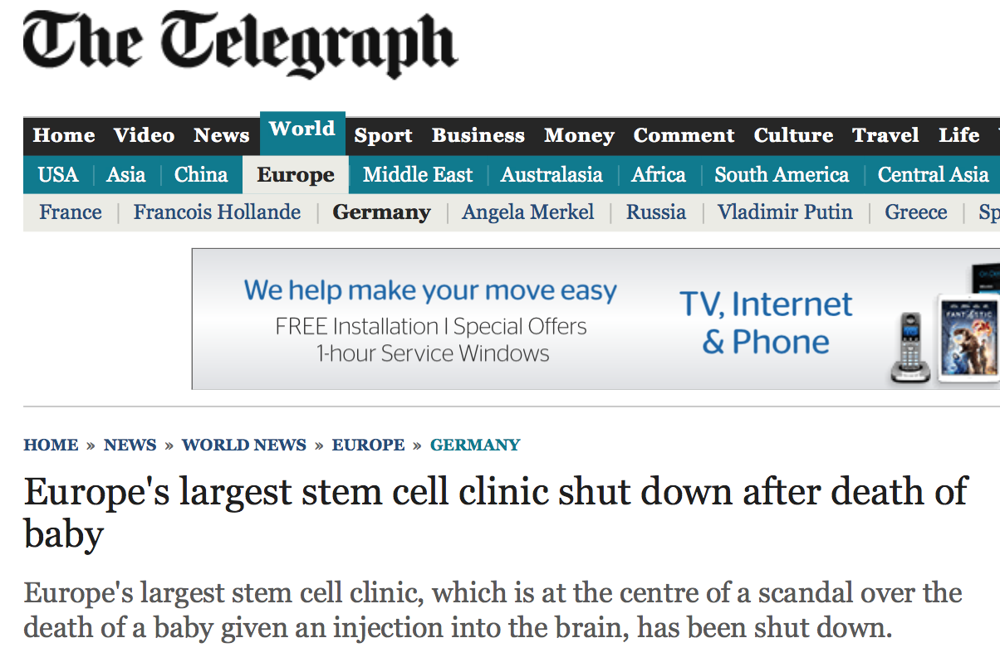 The Telegraph
Home Video News World Sport Business Money Comment Culture Travel Life
USA Asia China Europe Middle East Australasia Africa South America Central Asia
France Francois Hollande Germany Angela Merkel Russia Vladimir Putin Greece Sp
We help make your move easy
FREE Installation | Special Offers
1-hour Service Windows
TV, Internet
& Phone
HOME » NEWS » WORLD NEWS » EUROPE » GERMANY
Europe's largest stem cell clinic shut down after death of
baby
Europe's largest stem cell clinic, which is at the centre of a scandal over the
death of a baby given an injection into the brain, has been shut down.